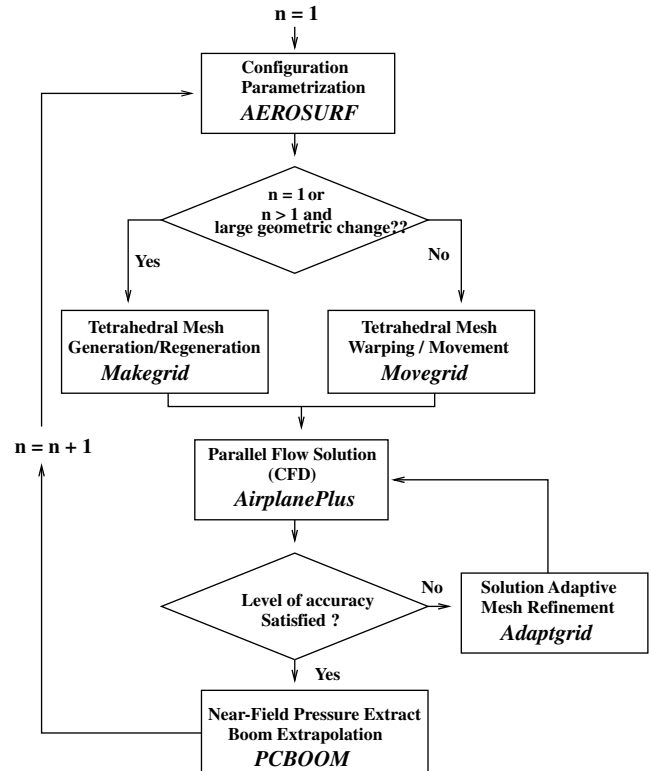 n = 1
Configuration
Parametrization
AEROSURF
n = 1 or
n > 1 and
large geometric change??
Yes
No
Tetrahedral Mesh
Generation/Regeneration
Makegrid
Tetrahedral Mesh
Warping / Movement
Movegrid
n = n + 1
Parallel Flow Solution
(CFD)
AirplanePlus
Level of accuracy
Satisfied ?
No
Solution Adaptive
Mesh Refinement
Adaptgrid
Yes
Near-Field Pressure Extract
Boom Extrapolation
PCBOOM